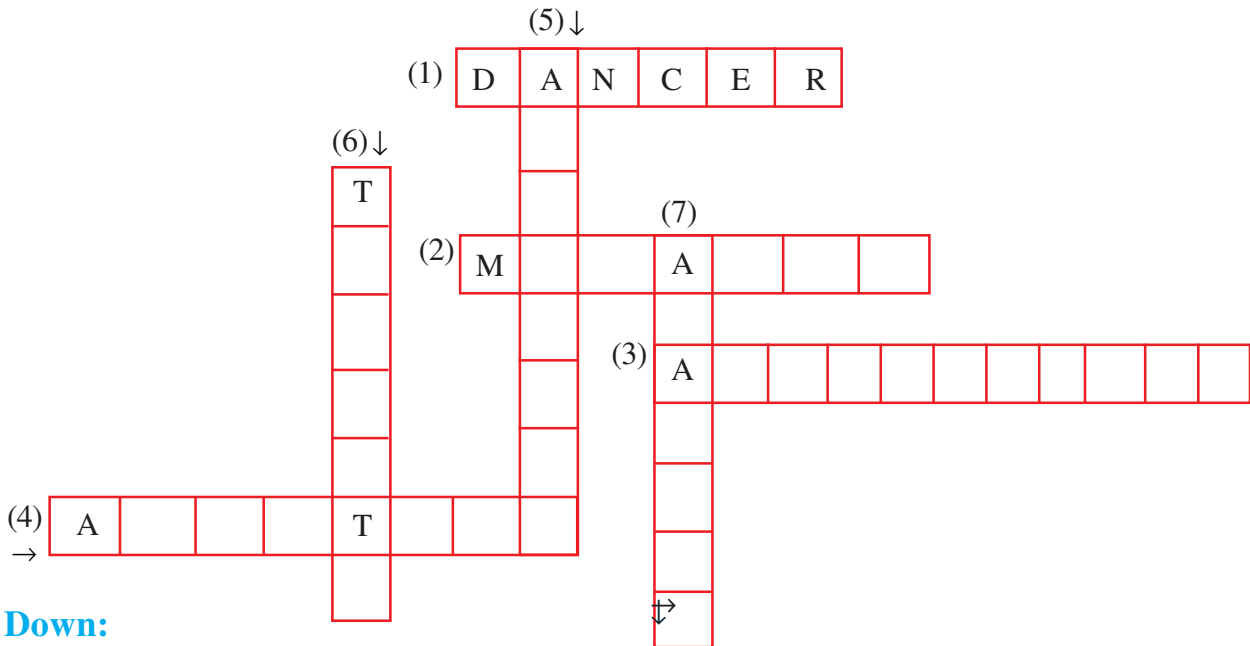 (5)↓
(1) D A N C E R
(6)↓
T
(7)
(2) M A
(3) A
(4) A T
→
↓→
Down: